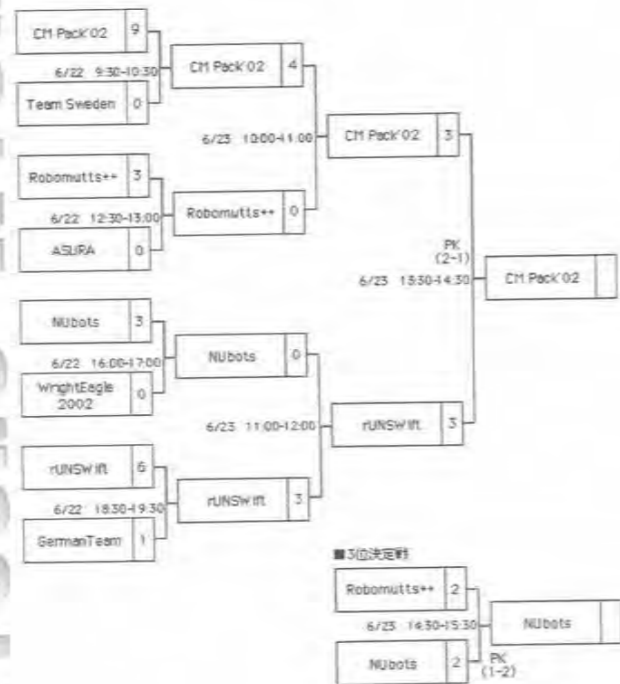 CM Pack'02 9
6/22 9:30-10:30
Team Sweden 0
CM Pack'02 4
6/23 10:00-11:00
Robomutts++ 3
6/22 12:30-13:00
ASURA 0
Robomutts++ 0
CM Pack'02 3
PK
(2-1)
6/23 13:30-14:30
CM Pack'02
NUbots 3
6/22 16:00-17:00
WrightEagle
2002 0
NUbots 0
6/23 11:00-12:00
rUNSWift 3
rUNSWift 6
6/22 18:30-19:30
GermanTeam 1
rUNSWift 3
■3位決定戦
Robomutts++ 2
6/23 14:30-15:30
NUbots 2
PK
(1-2)
NUbots